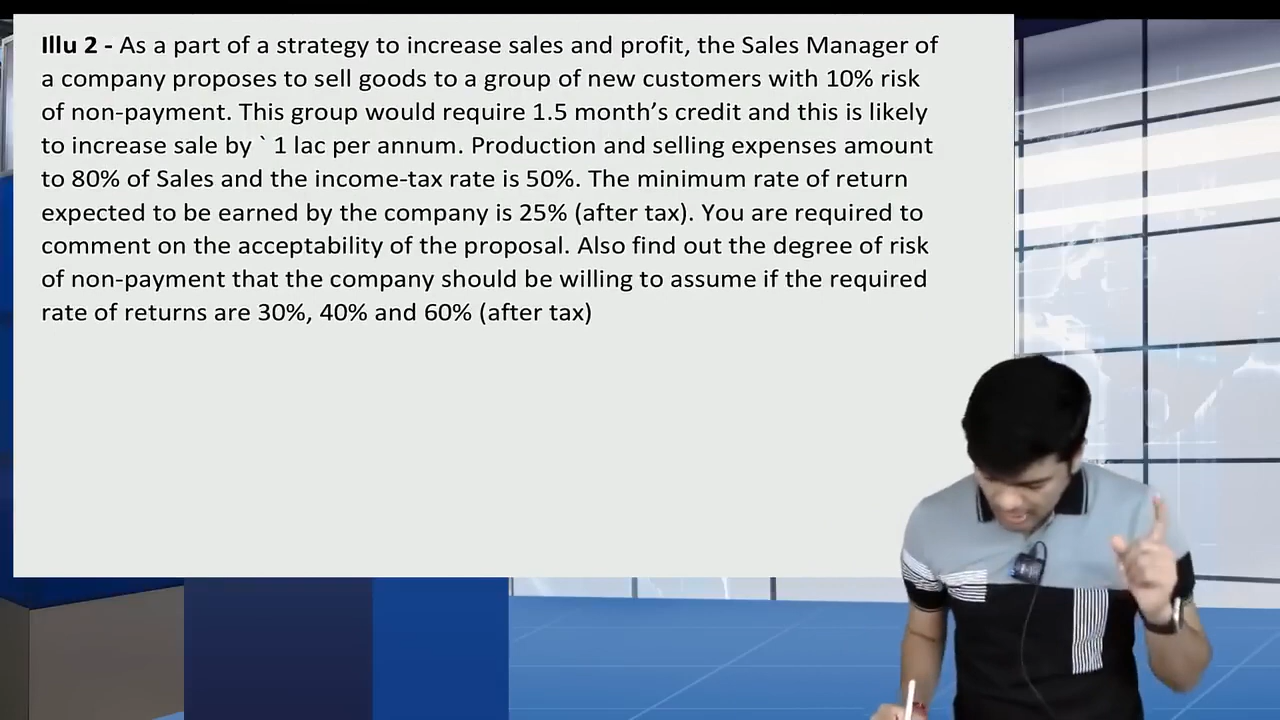 Illu 2 - As a part of a strategy to increase sales and profit, the Sales Manager of
a company proposes to sell goods to a group of new customers with 10% risk
of non-payment. This group would require 1.5 month’s credit and this is likely
to increase sale by ` 1 lac per annum. Production and selling expenses amount
to 80% of Sales and the income-tax rate is 50%. The minimum rate of return
expected to be earned by the company is 25% (after tax). You are required to
comment on the acceptability of the proposal. Also find out the degree of risk
of non-payment that the company should be willing to assume if the required
rate of returns are 30%, 40% and 60% (after tax)